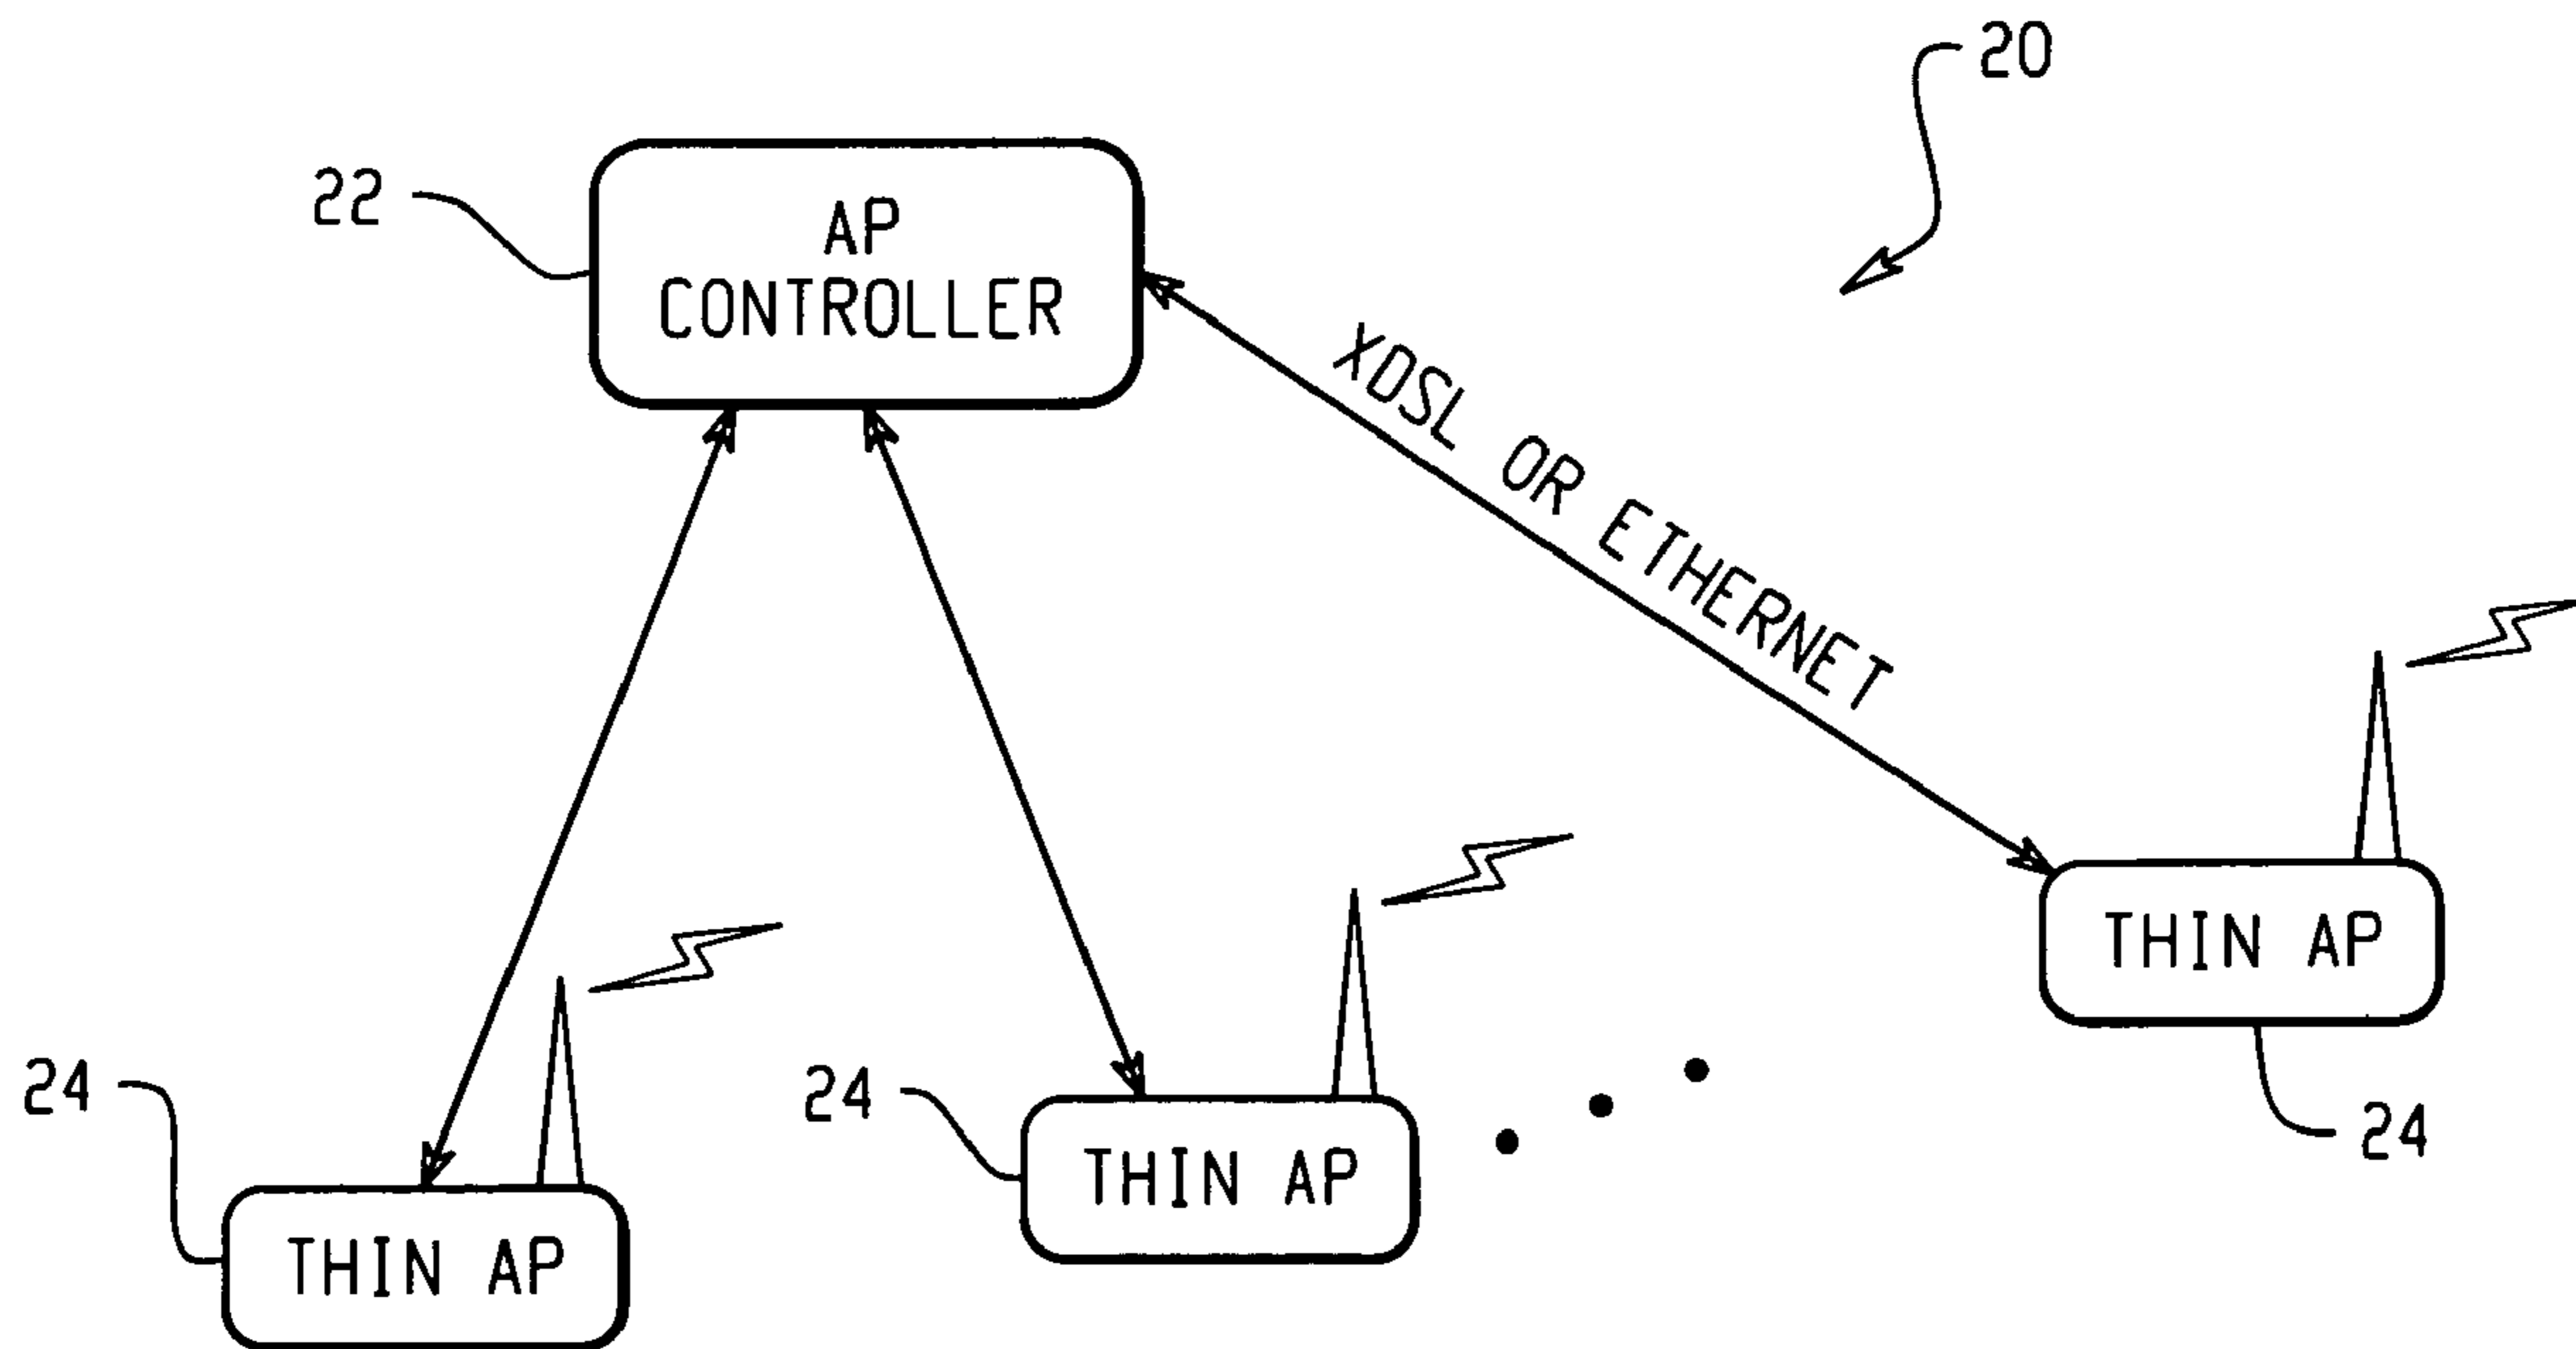 20
22
AP
CONTROLLER
XDSL OR ETHERNET
THIN AP
24
24
THIN AP
24
THIN AP